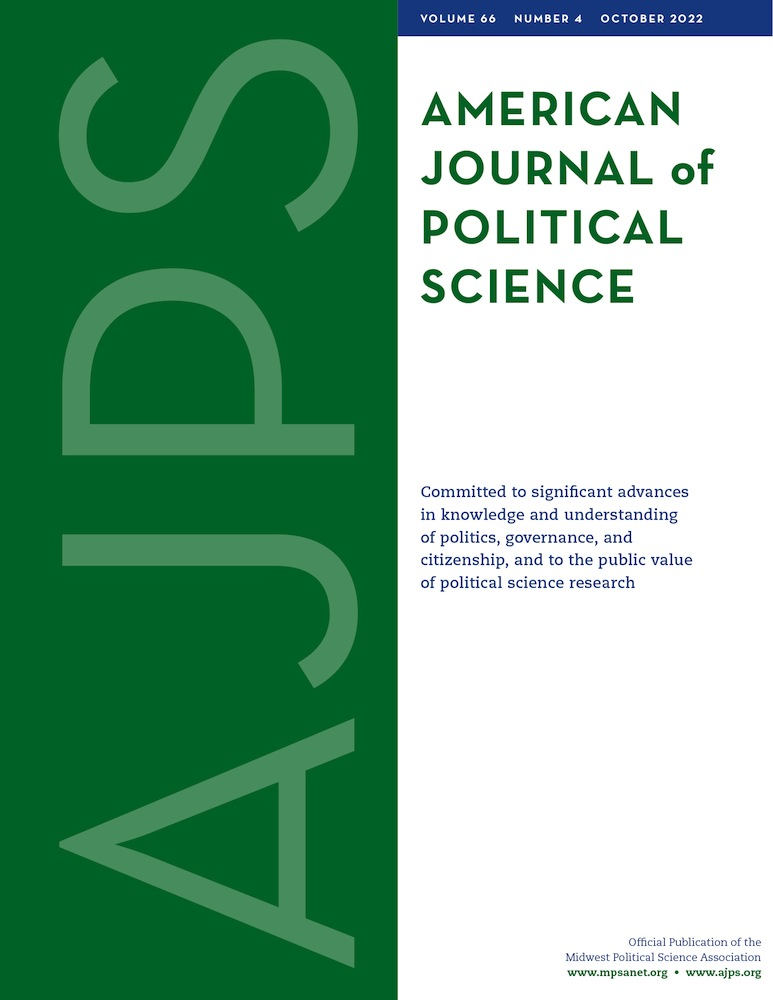 VOLUME 66 NUMBER 4 OCTOBER 2022
AMERICAN
JOURNAL of
POLITICAL
SCIENCE
AJPS
Committed to significant advances
in knowledge and understanding
of politics, governance, and
citizenship, and to the public value
of political science research
Official Publication of the
Midwest Political Science Association
www.mpsanet.org • www.ajps.org